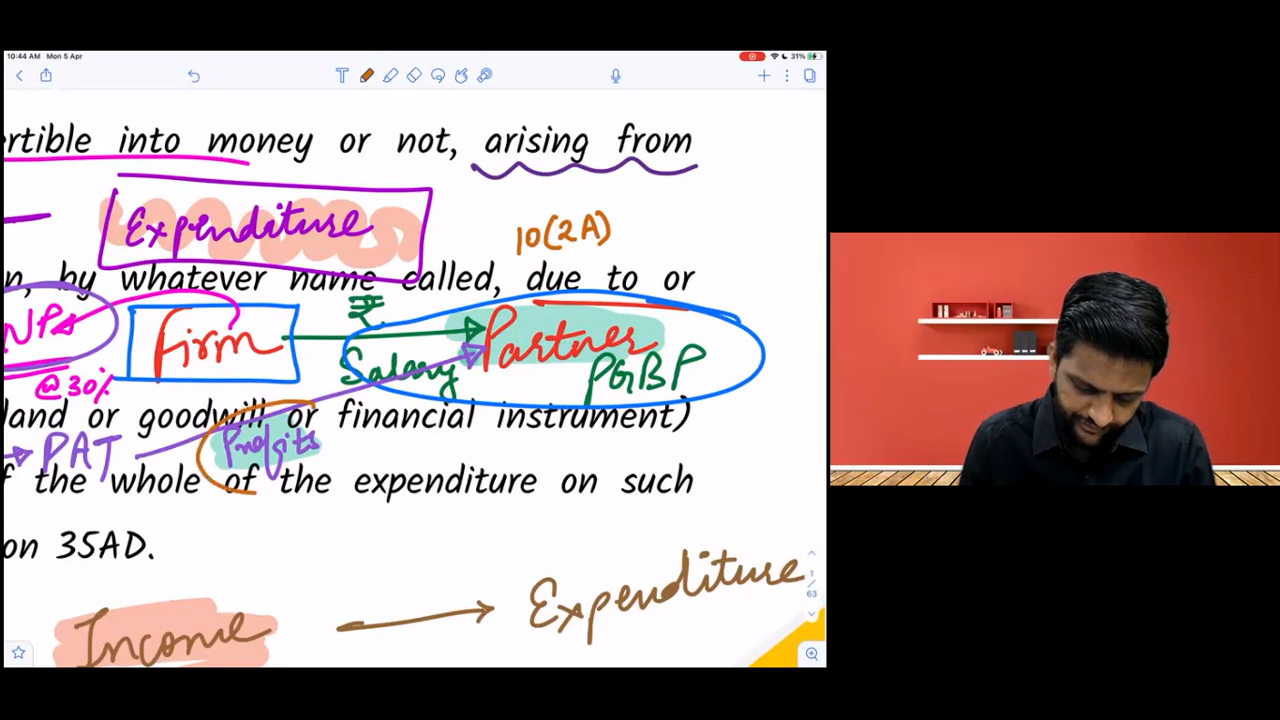 10:44 AM Mon 5 Apr
31%
ertible into money or not, arising from
Expenditure
10(2A)
n, by whatever name called, due to or
₹
Firm
Partner
Salary
PGBP
@30%
land or goodwill or financial instrument)
PAT
Profits
f the whole of the expenditure on such
on 35AD.
Income
Expenditure
1
63